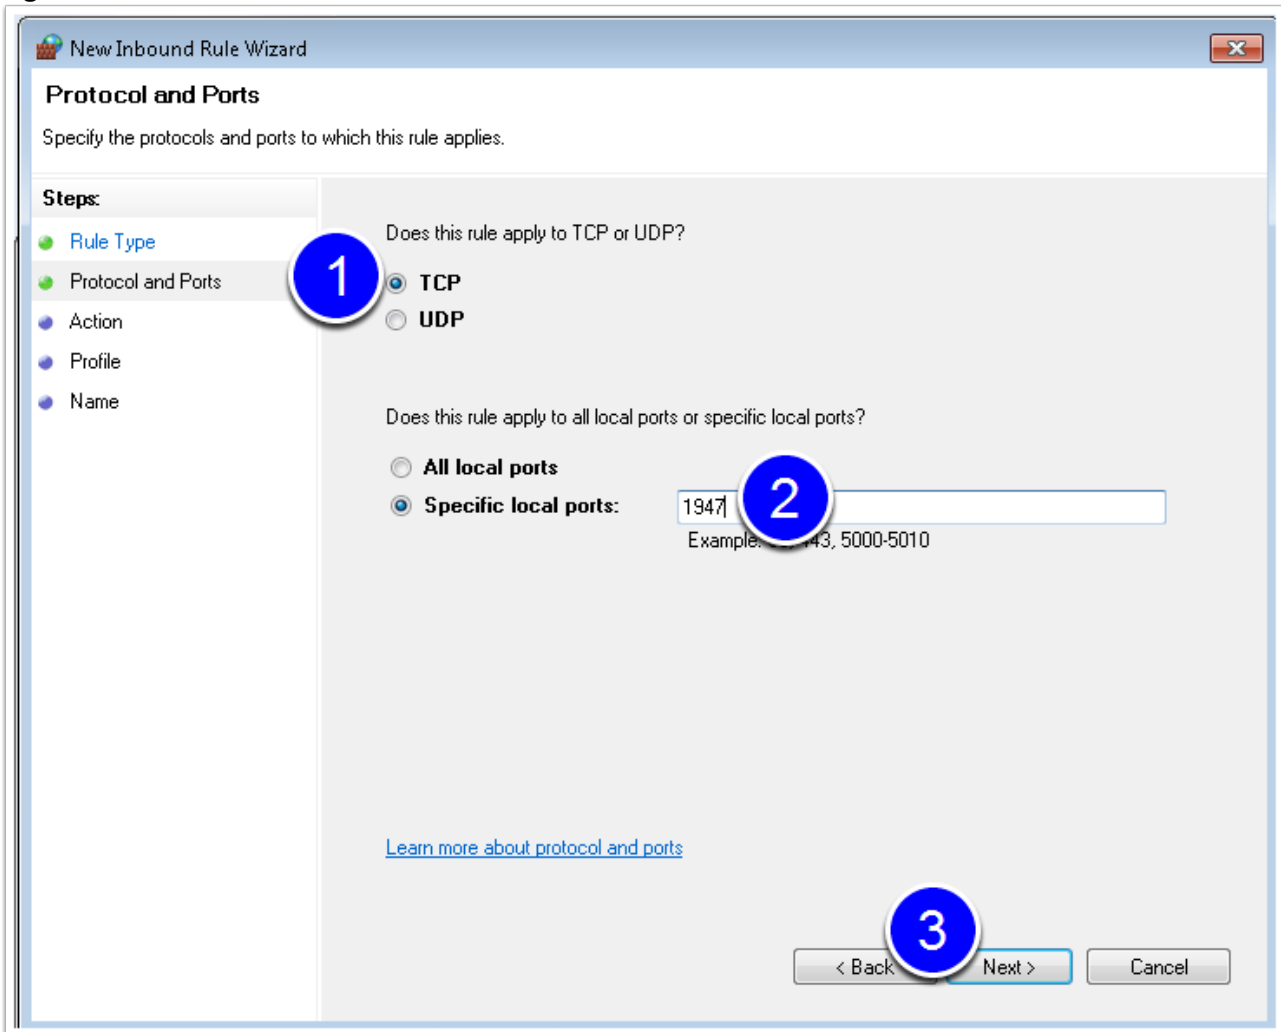 New Inbound Rule Wizard
Protocol and Ports
Specify the protocols and ports to which this rule applies.
Steps:
Rule Type
Protocol and Ports
Action
Profile
Name
Does this rule apply to TCP or UDP?
1
TCP
UDP
Does this rule apply to all local ports or specific local ports?
All local ports
Specific local ports: 1947 2
Example: 43, 5000-5010
Learn more about protocol and ports
3
< Back Next > Cancel